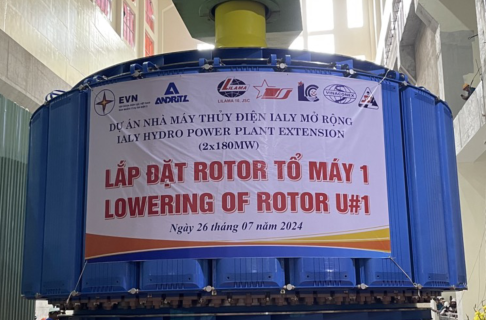 EVN
ANDRITZ
LILAMA
LILAMA 10, JSC
DỰ ÁN NHÀ MÁY THỦY ĐIỆN IALY MỞ RỘNG
IALY HYDRO POWER PLANT EXTENSION
(2x180MW)
LẮP ĐẶT ROTOR TỔ MÁY 1
LOWERING OF ROTOR U#1
Ngày 26 tháng 07 năm 2024